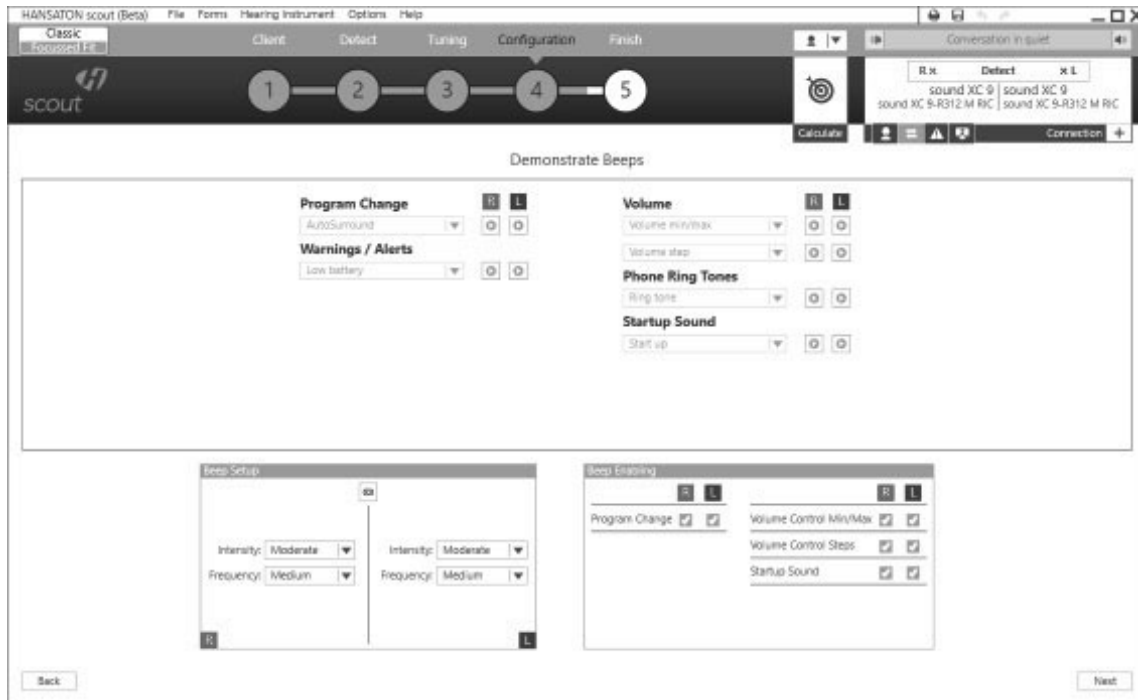 HANSATON scout (Beta) File Forms Hearing Instrument Options Help
Classic
Focussed Fit
Client Detect Tuning Configuration Finish
Conversation in quiet
scout
1 2 3 4 5
R x Detect x L
sound XC 9 | sound XC 9
sound XC 9-R312 M RIC | sound XC 9-R312 M RIC
Calculate
Connection +
Demonstrate Beeps
Program Change R L
AutoSurround
Warnings / Alerts
Low battery
Volume R L
Volume min/max
Volume step
Phone Ring Tones
Ring tone
Startup Sound
Start up
Beep Setup
Intensity: Moderate Intensity: Moderate
Frequency: Medium Frequency: Medium
R L
Beep Enabling
R L R L
Program Change Volume Control Min/Max
Volume Control Steps
Startup Sound
Back Next